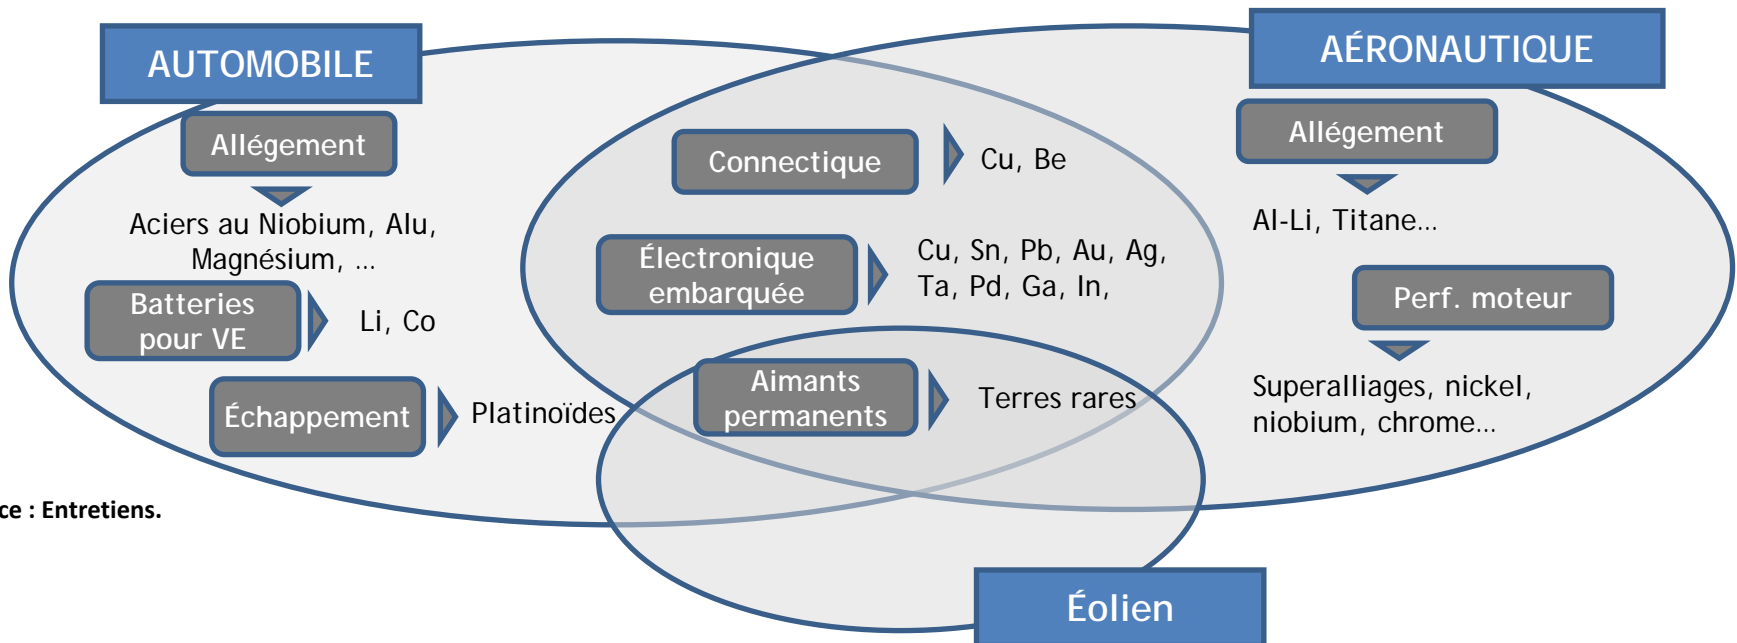 AUTOMOBILE
Allégement
Aciers au Niobium, Alu,
Magnésium, ...
Batteries
pour VE
Li, Co
Échappement
Platinoïdes
Connectique
Cu, Be
Électronique
embarquée
Cu, Sn, Pb, Au, Ag,
Ta, Pd, Ga, In,
Aimants
permanents
Terres rares
AÉRONAUTIQUE
Allégement
Al-Li, Titane...
Perf. moteur
Superalliages, nickel,
niobium, chrome...
ce : Entretiens.
Éolien